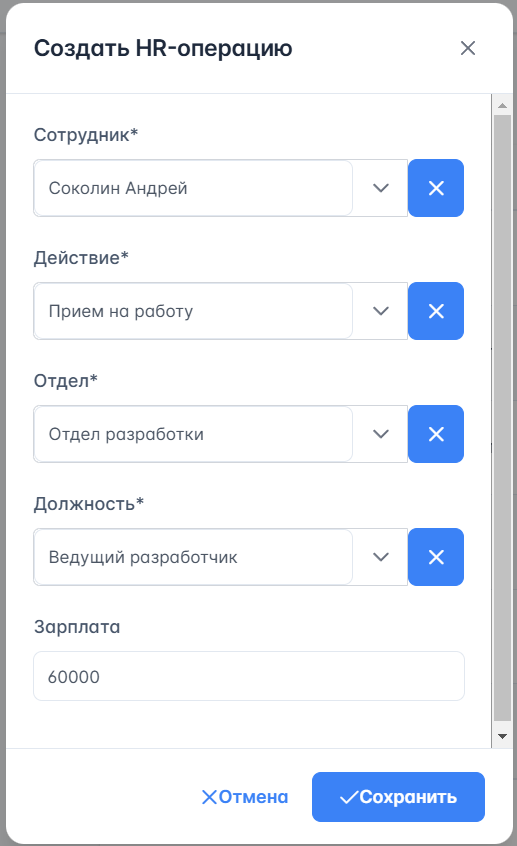 Создать HR-операцию
Сотрудник*
Соколин Андрей
Действие*
Прием на работу
Отдел*
Отдел разработки
Должность*
Ведущий разработчик
Зарплата
60000
Отмена Сохранить